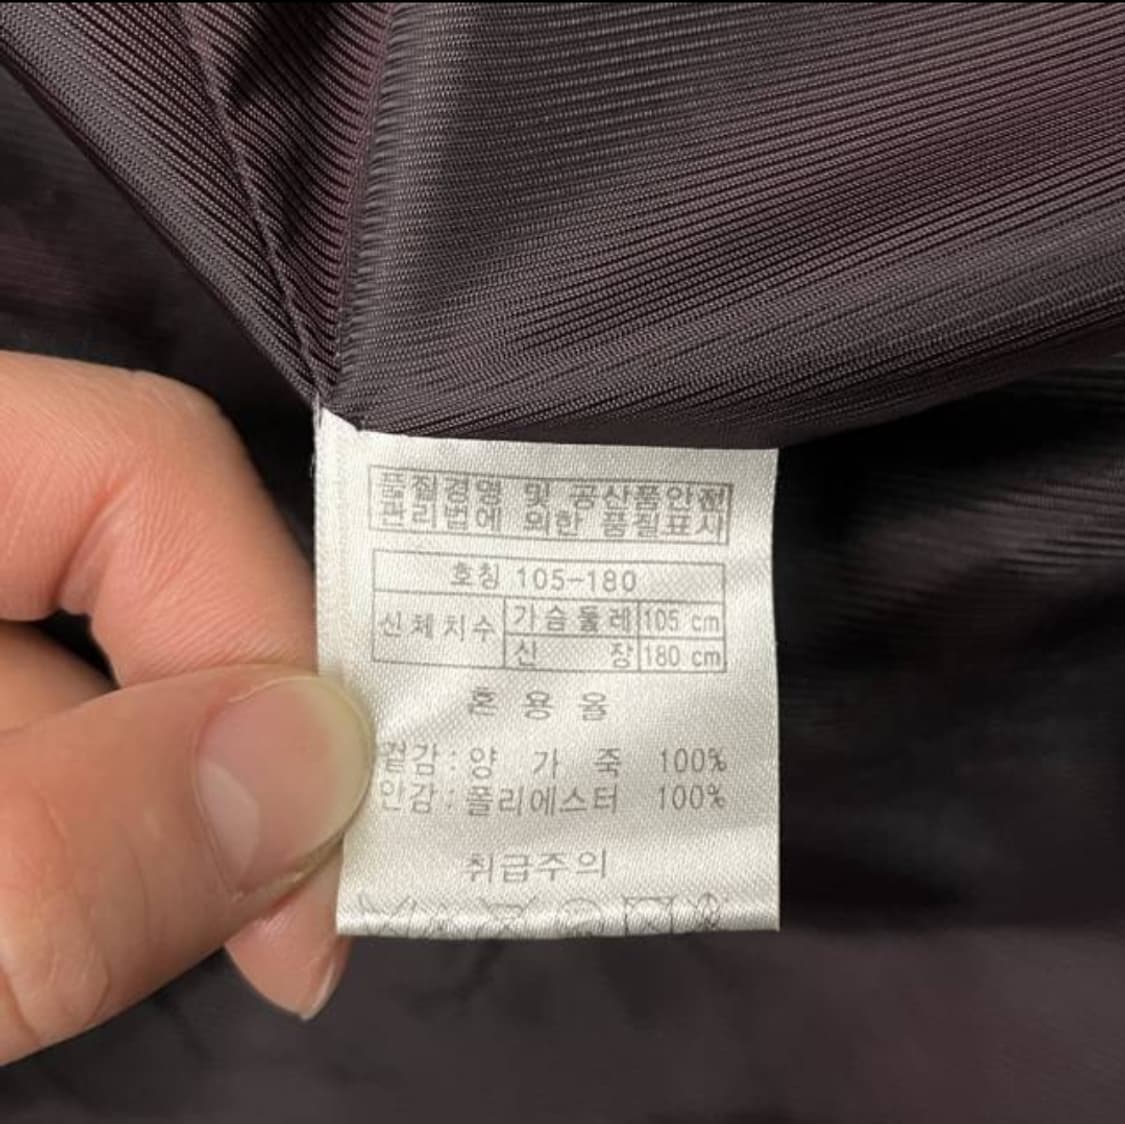 품질경영 및 공산품안전
관리법에 의한 품질표시
호칭 105-180
신체치수
가슴둘레 105 cm
신 장 180 cm
혼 용 율
겉감 : 양 가 죽 100%
안감 : 폴리에스터 100%
취급주의